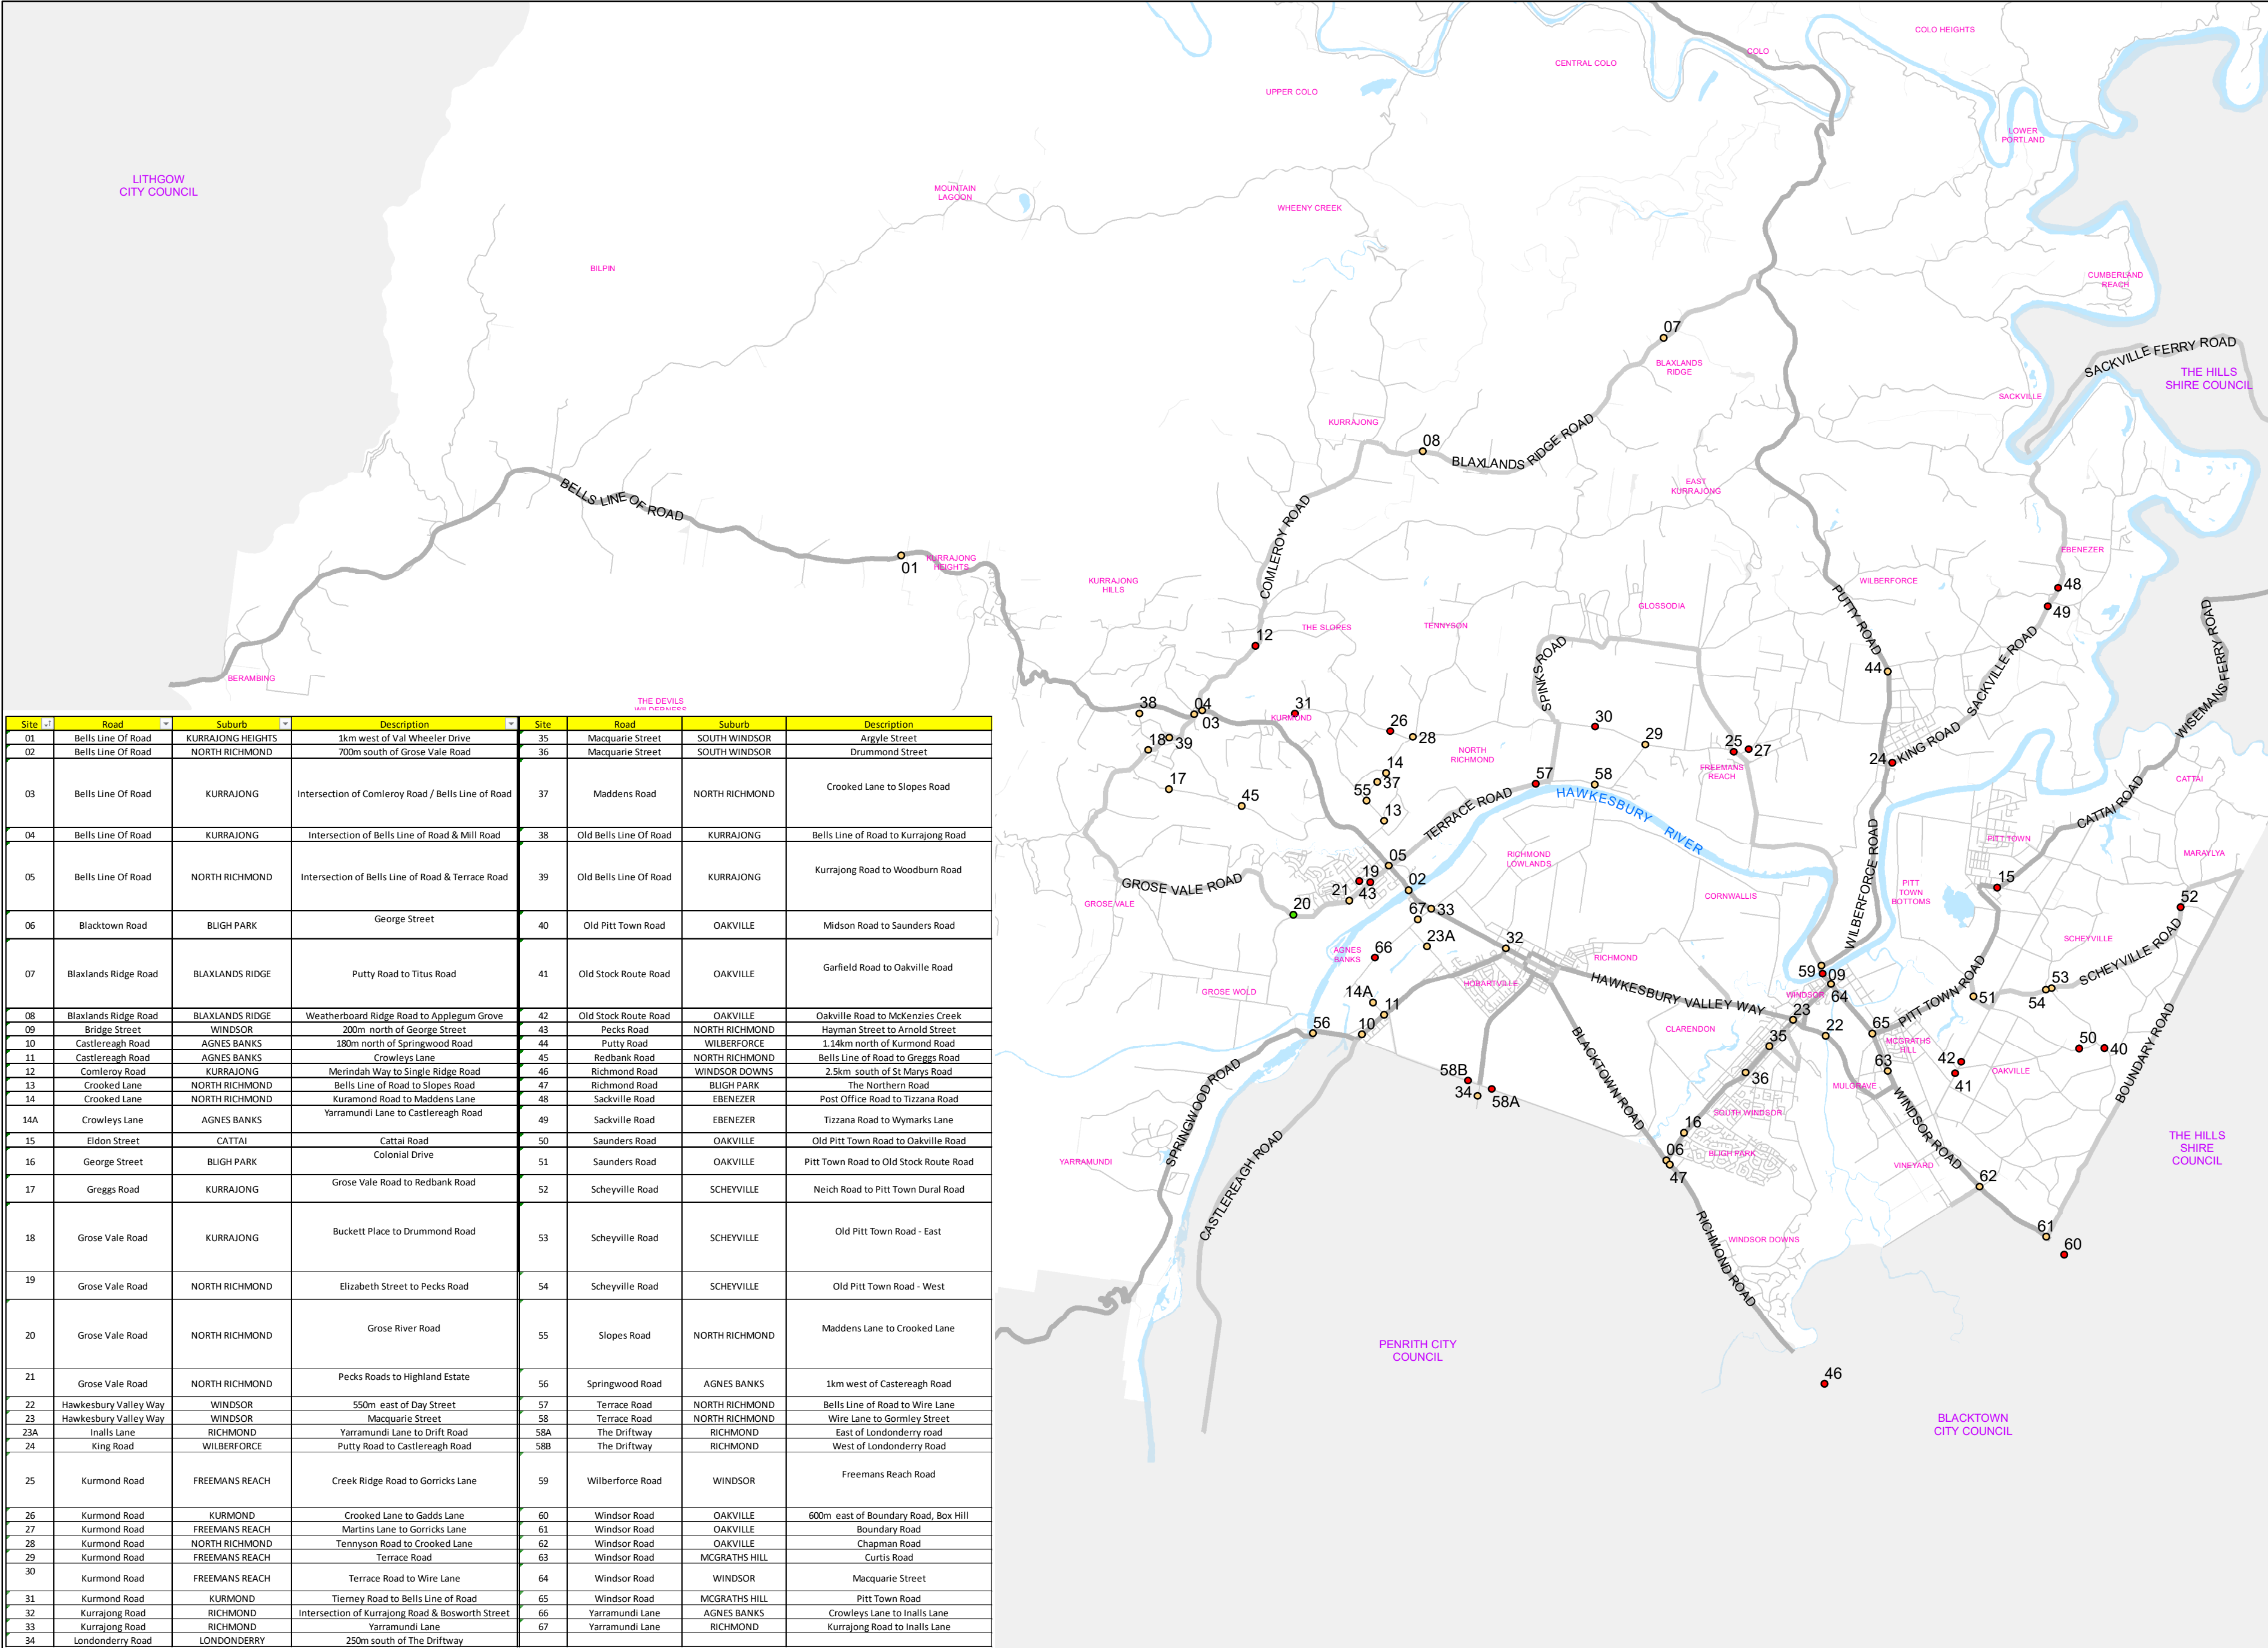 COLO HEIGHTS
COLO
CENTRAL COLO
UPPER COLO
LOWER
PORTLAND
LITHGOW
CITY COUNCIL
MOUNTAIN
LAGOON
WHEENY CREEK
BILPIN
CUMBERLAND
REACH
07
SACKVILLE FERRY ROAD
BLAXLANDS
RIDGE
THE HILLS
SHIRE COUNCIL
SACKVILLE
KURRAJONG
08
BLAXLANDS RIDGE ROAD
BELLS LINE OF ROAD
EAST
KURRAJONG
COMLEROY ROAD
EBENEZER
01
KURRAJONG
HEIGHTS
KURRAJONG
HILLS
WILBERFORCE
48
PUTTY ROAD
49
GLOSSODIA
THE SLOPES
TENNYSON
12
SPINKS ROAD
SACKVILLE ROAD
WISEMANS FERRY ROAD
44
BERAMBING
THE DEVILS
WILDERNESS
38
04
03
31
KURMOND
26
28
30
29
25
27
KING ROAD
24
18
39
NORTH
RICHMOND
FREEMANS
REACH
14
37
57
58
CATTAI
17
45
55
13
HAWKESBURY RIVER
TERRACE ROAD
CATTAI ROAD
WILBERFORCE ROAD
PITT TOWN
MARAYLYA
05
RICHMOND
LOWLANDS
GROSE VALE ROAD
19
43
21
02
15
PITT
TOWN
BOTTOMS
CORNWALLIS
52
GROSE VALE
20
67
33
23A
32
AGNES
BANKS
66
RICHMOND
SCHEYVILLE
SCHEYVILLE ROAD
59
09
HOBARTVILLE
HAWKESBURY VALLEY WAY
GROSE WOLD
14A
11
WINDSOR
64
53
54
51
PITT TOWN ROAD
56
10
23
22
65
CLARENDON
35
MCGRATHS
HILL
BLACKTOWN ROAD
BOUNDARY ROAD
50
40
42
41
63
OAKVILLE
58B
34
58A
36
MULGRAVE
SPRINGWOOD ROAD
SOUTH WINDSOR
WINDSOR ROAD
16
THE HILLS
SHIRE
COUNCIL
YARRAMUNDI
CASTLEREAGH ROAD
06
47
BLIGH PARK
VINEYARD
62
RICHMOND ROAD
WINDSOR DOWNS
61
60
PENRITH CITY
COUNCIL
46
BLACKTOWN
CITY COUNCIL
Site Road Suburb Description Site Road Suburb Description
01 Bells Line Of Road KURRAJONG HEIGHTS 1km west of Val Wheeler Drive 35 Macquarie Street SOUTH WINDSOR Argyle Street
02 Bells Line Of Road NORTH RICHMOND 700m south of Grose Vale Road 36 Macquarie Street SOUTH WINDSOR Drummond Street
03 Bells Line Of Road KURRAJONG Intersection of Comleroy Road / Bells Line of Road 37 Maddens Road NORTH RICHMOND Crooked Lane to Slopes Road
04 Bells Line Of Road KURRAJONG Intersection of Bells Line of Road & Mill Road 38 Old Bells Line Of Road KURRAJONG Bells Line of Road to Kurrajong Road
05 Bells Line Of Road NORTH RICHMOND Intersection of Bells Line of Road & Terrace Road 39 Old Bells Line Of Road KURRAJONG Kurrajong Road to Woodburn Road
06 Blacktown Road BLIGH PARK George Street 40 Old Pitt Town Road OAKVILLE Midson Road to Saunders Road
07 Blaxlands Ridge Road BLAXLANDS RIDGE Putty Road to Titus Road 41 Old Stock Route Road OAKVILLE Garfield Road to Oakville Road
08 Blaxlands Ridge Road BLAXLANDS RIDGE Weatherboard Ridge Road to Applegum Grove 42 Old Stock Route Road OAKVILLE Oakville Road to McKenzies Creek
09 Bridge Street WINDSOR 200m north of George Street 43 Pecks Road NORTH RICHMOND Hayman Street to Arnold Street
10 Castlereagh Road AGNES BANKS 180m north of Springwood Road 44 Putty Road WILBERFORCE 1.14km north of Kurmond Road
11 Castlereagh Road AGNES BANKS Crowleys Lane 45 Redbank Road NORTH RICHMOND Bells Line of Road to Greggs Road
12 Comleroy Road KURRAJONG Merindah Way to Single Ridge Road 46 Richmond Road WINDSOR DOWNS 2.5km south of St Marys Road
13 Crooked Lane NORTH RICHMOND Bells Line of Road to Slopes Road 47 Richmond Road BLIGH PARK The Northern Road
14 Crooked Lane NORTH RICHMOND Kuramond Road to Maddens Lane 48 Sackville Road EBENEZER Post Office Road to Tizzana Road
14A Crowleys Lane AGNES BANKS Yarramundi Lane to Castlereagh Road 49 Sackville Road EBENEZER Tizzana Road to Wymarks Lane
15 Eldon Street CATTAI Cattai Road 50 Saunders Road OAKVILLE Old Pitt Town Road to Oakville Road
16 George Street BLIGH PARK Colonial Drive 51 Saunders Road OAKVILLE Pitt Town Road to Old Stock Route Road
17 Greggs Road KURRAJONG Grose Vale Road to Redbank Road 52 Scheyville Road SCHEYVILLE Neich Road to Pitt Town Dural Road
18 Grose Vale Road KURRAJONG Buckett Place to Drummond Road 53 Scheyville Road SCHEYVILLE Old Pitt Town Road - East
19 Grose Vale Road NORTH RICHMOND Elizabeth Street to Pecks Road 54 Scheyville Road SCHEYVILLE Old Pitt Town Road - West
20 Grose Vale Road NORTH RICHMOND Grose River Road 55 Slopes Road NORTH RICHMOND Maddens Lane to Crooked Lane
21 Grose Vale Road NORTH RICHMOND Pecks Roads to Highland Estate 56 Springwood Road AGNES BANKS 1km west of Castereagh Road
22 Hawkesbury Valley Way WINDSOR 550m east of Day Street 57 Terrace Road NORTH RICHMOND Bells Line of Road to Wire Lane
23 Hawkesbury Valley Way WINDSOR Macquarie Street 58 Terrace Road NORTH RICHMOND Wire Lane to Gormley Street
23A Inalls Lane RICHMOND Yarramundi Lane to Drift Road 58A The Driftway RICHMOND East of Londonderry road
24 King Road WILBERFORCE Putty Road to Castlereagh Road 58B The Driftway RICHMOND West of Londonderry Road
25 Kurmond Road FREEMANS REACH Creek Ridge Road to Gorricks Lane 59 Wilberforce Road WINDSOR Freemans Reach Road
26 Kurmond Road KURMOND Crooked Lane to Gadds Lane 60 Windsor Road OAKVILLE 600m east of Boundary Road, Box Hill
27 Kurmond Road FREEMANS REACH Martins Lane to Gorricks Lane 61 Windsor Road OAKVILLE Boundary Road
28 Kurmond Road NORTH RICHMOND Tennyson Road to Crooked Lane 62 Windsor Road OAKVILLE Chapman Road
29 Kurmond Road FREEMANS REACH Terrace Road 63 Windsor Road MCGRATHS HILL Curtis Road
30 Kurmond Road FREEMANS REACH Terrace Road to Wire Lane 64 Windsor Road WINDSOR Macquarie Street
31 Kurmond Road KURMOND Tierney Road to Bells Line of Road 65 Windsor Road MCGRATHS HILL Pitt Town Road
32 Kurrajong Road RICHMOND Intersection of Kurrajong Road & Bosworth Street 66 Yarramundi Lane AGNES BANKS Crowleys Lane to Inalls Lane
33 Kurrajong Road RICHMOND Yarramundi Lane 67 Yarramundi Lane RICHMOND Kurrajong Road to Inalls Lane
34 Londonderry Road LONDONDERRY 250m south of The Driftway